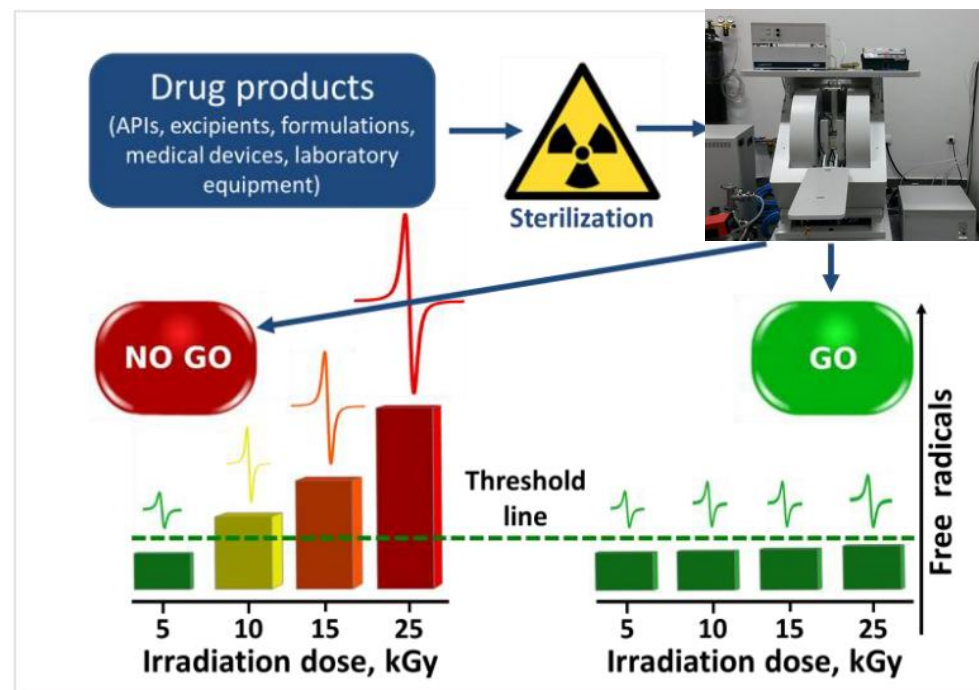 Drug products
(APIs, excipients, formulations,
medical devices, laboratory
equipment)
Sterilization
NO GO
GO
Threshold
line
Free radicals
5 10 15 25
Irradiation dose, kGy
5 10 15 25
Irradiation dose, kGy